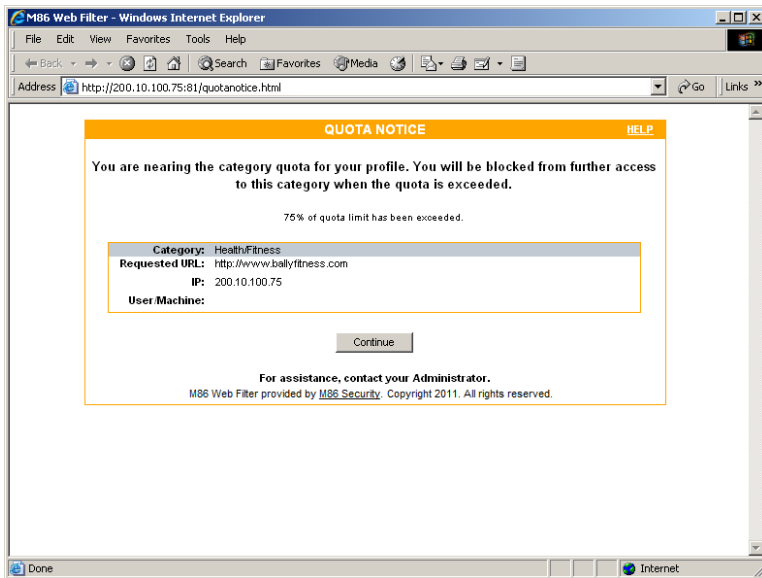 M86 Web Filter - Windows Internet Explorer
File Edit View Favorites Tools Help
Back Search Favorites Media
Address http://200.10.100.75:81/quotanotice.html Go Links »
QUOTA NOTICE HELP
You are nearing the category quota for your profile. You will be blocked from further access
to this category when the quota is exceeded.
75% of quota limit has been exceeded.
Category: Health/Fitness
Requested URL: http://www.ballyfitness.com
IP: 200.10.100.75
User/Machine:
Continue
For assistance, contact your Administrator.
M86 Web Filter provided by M86 Security. Copyright 2011. All rights reserved.
Done Internet